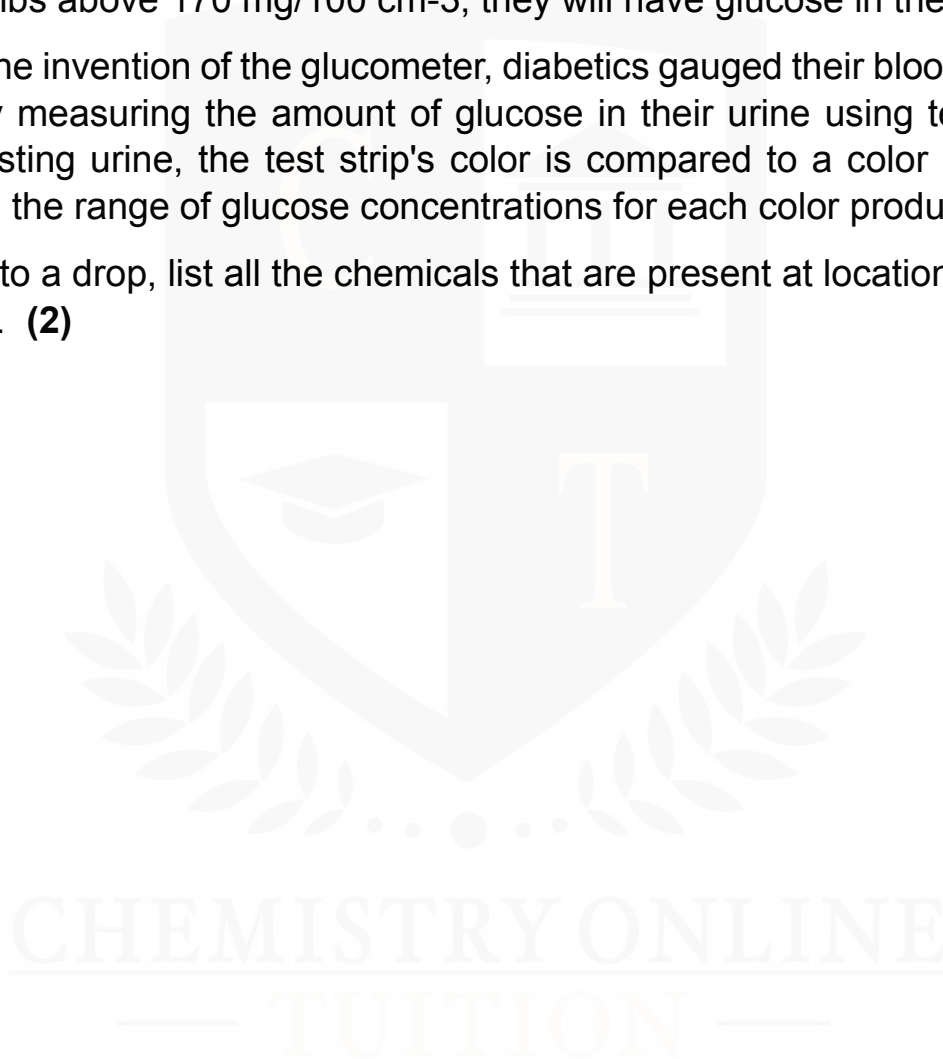 bs above 170 mg/100 cm-3, they will have glucose in the
ne invention of the glucometer, diabetics gauged their bloo
measuring the amount of glucose in their urine using te
sting urine, the test strip's color is compared to a color
the range of glucose concentrations for each color produ
to a drop, list all the chemicals that are present at location
. (2)
C
T
CHEMISTRY ONLINE
TUITION